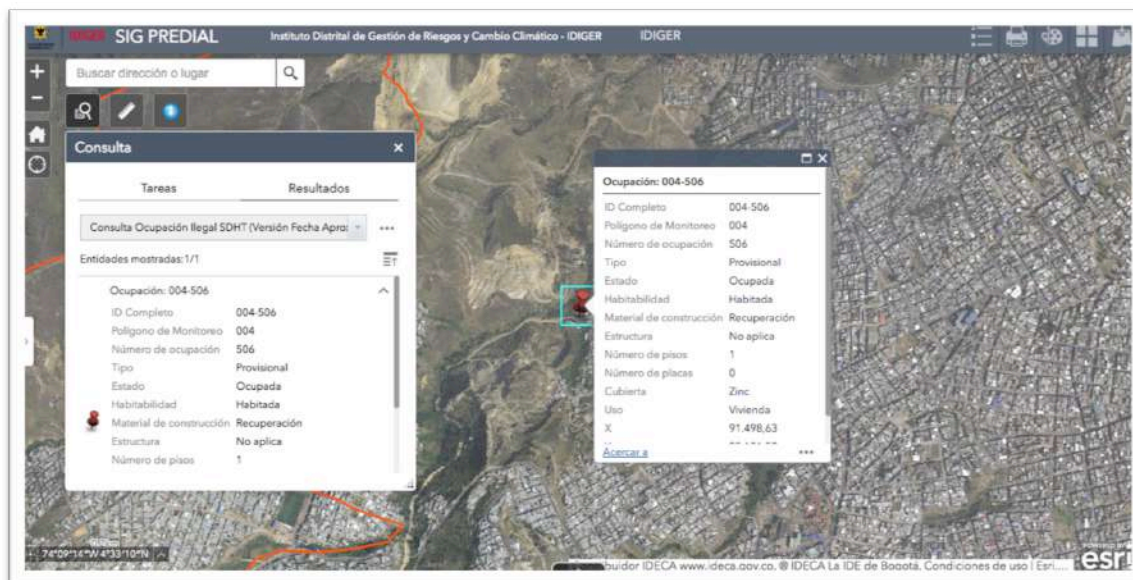 IDIGER SIG PREDIAL Instituto Distrital de Gestión de Riesgos y Cambio Climático - IDIGER IDIGER
Buscar dirección o lugar
Consulta
Tareas Resultados
Consulta Ocupación Ilegal SDHT (Versión Fecha Apro
Entidades mostradas:1/1
Ocupación: 004-506
ID Completo 004-506
Polígono de Monitoreo 004
Número de ocupación 506
Tipo Provisional
Estado Ocupada
Habitabilidad Habitada
Material de construcción Recuperación
Estructura No aplica
Número de pisos 1
Ocupación: 004-506
ID Completo 004-506
Polígono de Monitoreo 004
Número de ocupación 506
Tipo Provisional
Estado Ocupada
Habitabilidad Habitada
Material de construcción Recuperación
Estructura No aplica
Número de pisos 1
Número de placas 0
Cubierta Zinc
Uso Vivienda
X 91.498,63
Acercar a
74°09'14"W 4°33'10"N
buidor IDECA www.ideca.gov.co. @ IDECA La IDE de Bogotá. Condiciones de uso | Esri,...
esri